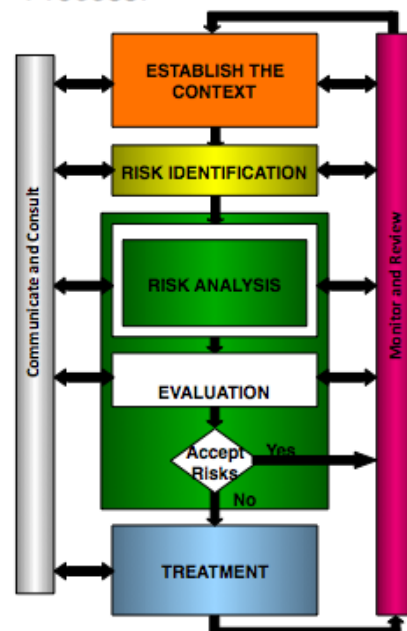 ESTABLISH THE
CONTEXT
RISK IDENTIFICATION
RISK ANALYSIS
EVALUATION
Accept
Risks
Yes
No
TREATMENT
Communicate and Consult
Monitor and Review